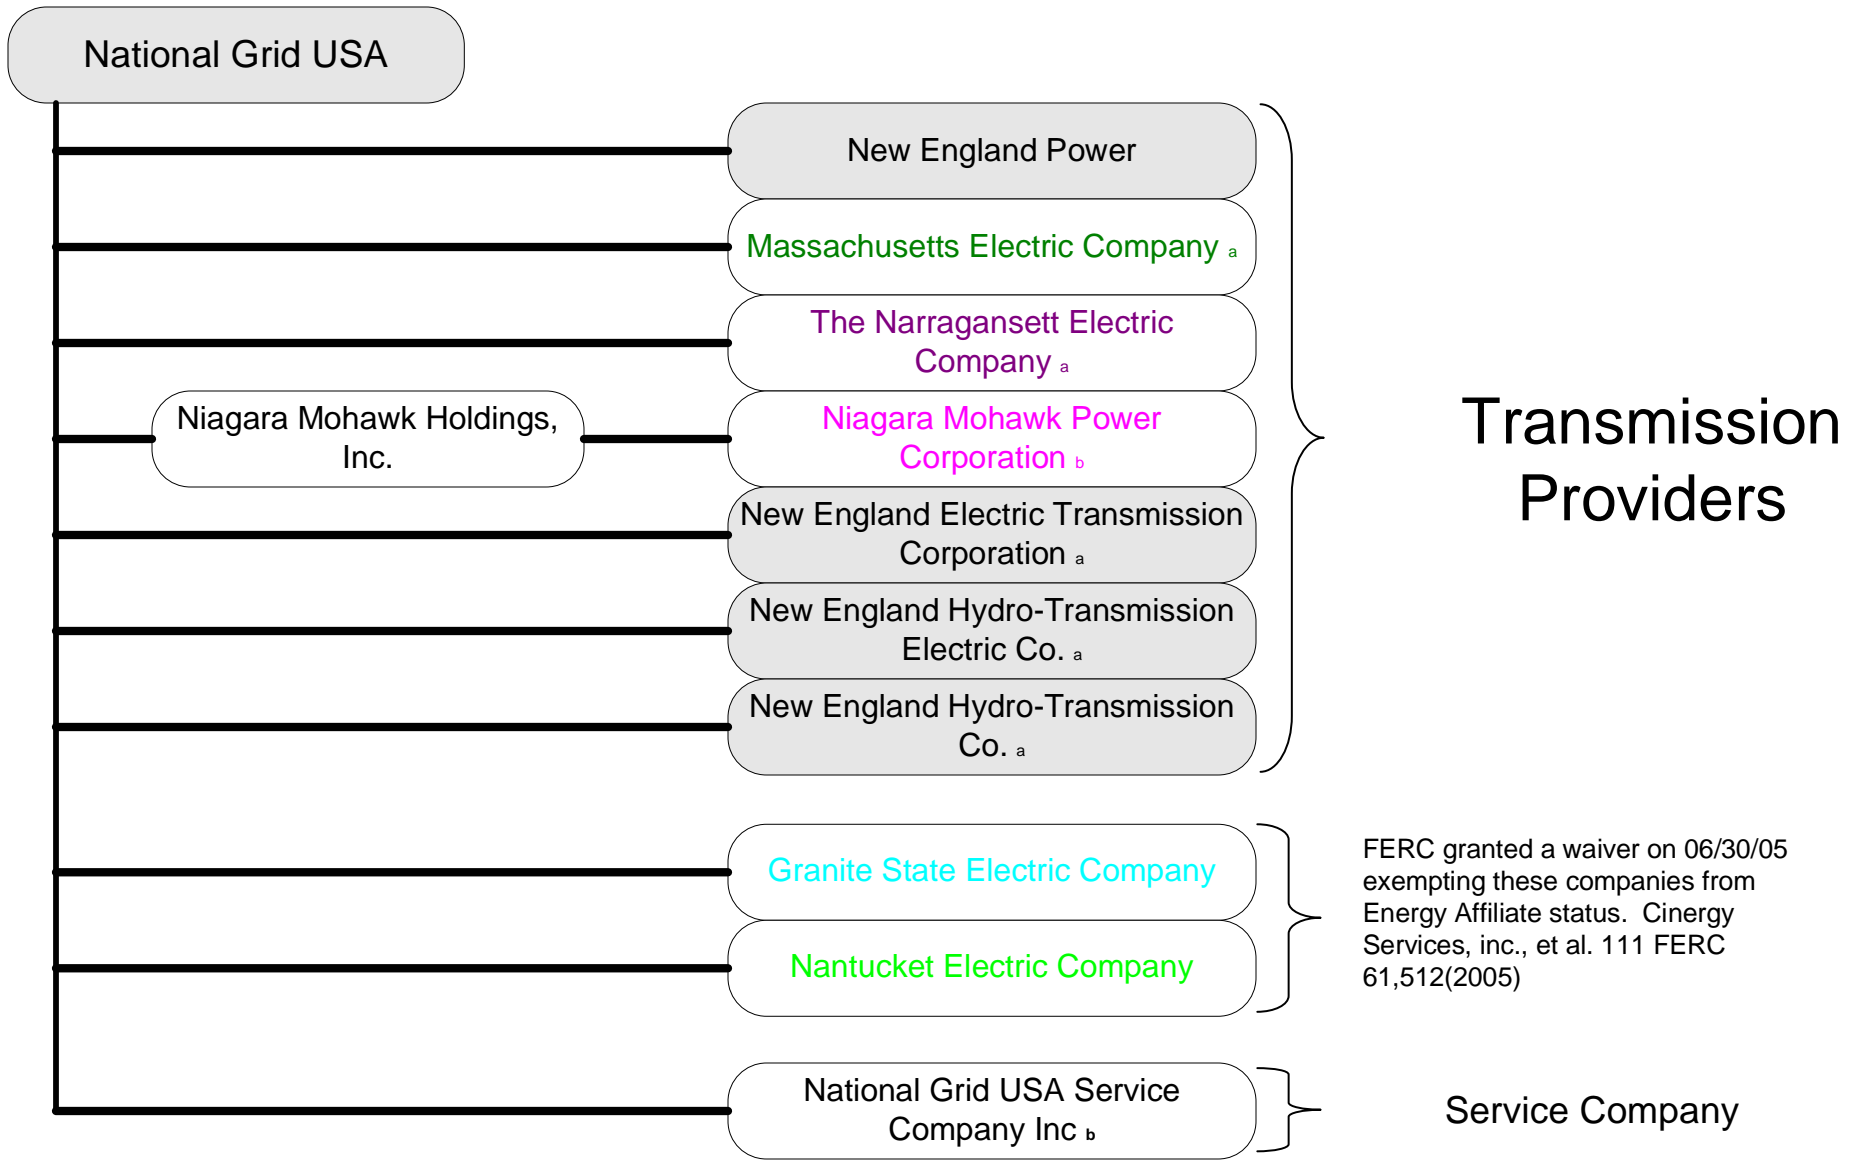 National Grid USA
New England Power
Massachusetts Electric Company a
The Narragansett Electric
Company a
Niagara Mohawk Holdings,
Inc.
Niagara Mohawk Power
Corporation b
New England Electric Transmission
Corporation a
New England Hydro-Transmission
Electric Co. a
New England Hydro-Transmission
Co. a
Transmission
Providers
Granite State Electric Company
Nantucket Electric Company
FERC granted a waiver on 06/30/05
exempting these companies from
Energy Affiliate status.  Cinergy
Services, inc., et al. 111 FERC
61,512(2005)
National Grid USA Service
Company Inc b
Service Company